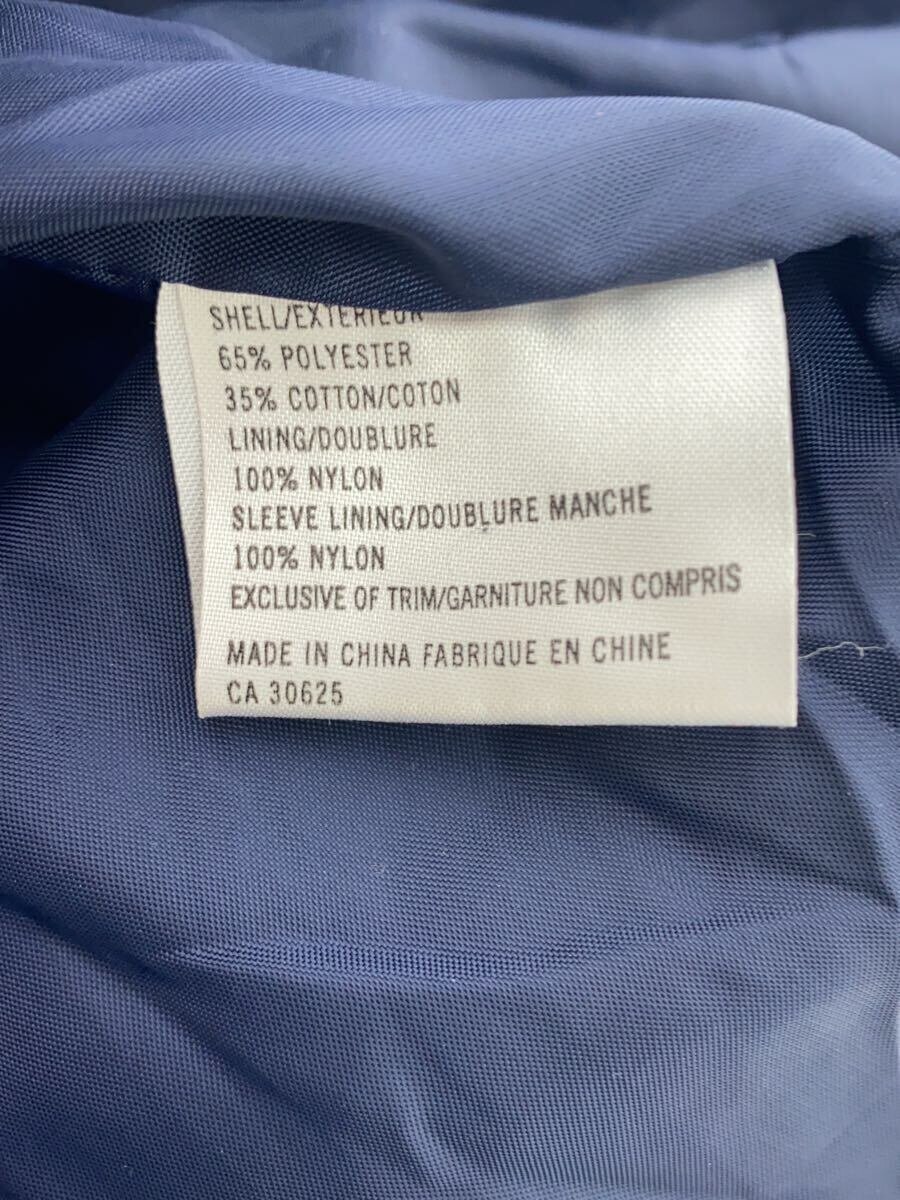 SHELL/EXTERIEUR
65% POLYESTER
35% COTTON/COTON
LINING/DOUBLURE
100% NYLON
SLEEVE LINING/DOUBLURE MANCHE
100% NYLON
EXCLUSIVE OF TRIM/GARNITURE NON COMPRIS
MADE IN CHINA FABRIQUE EN CHINE
CA 30625